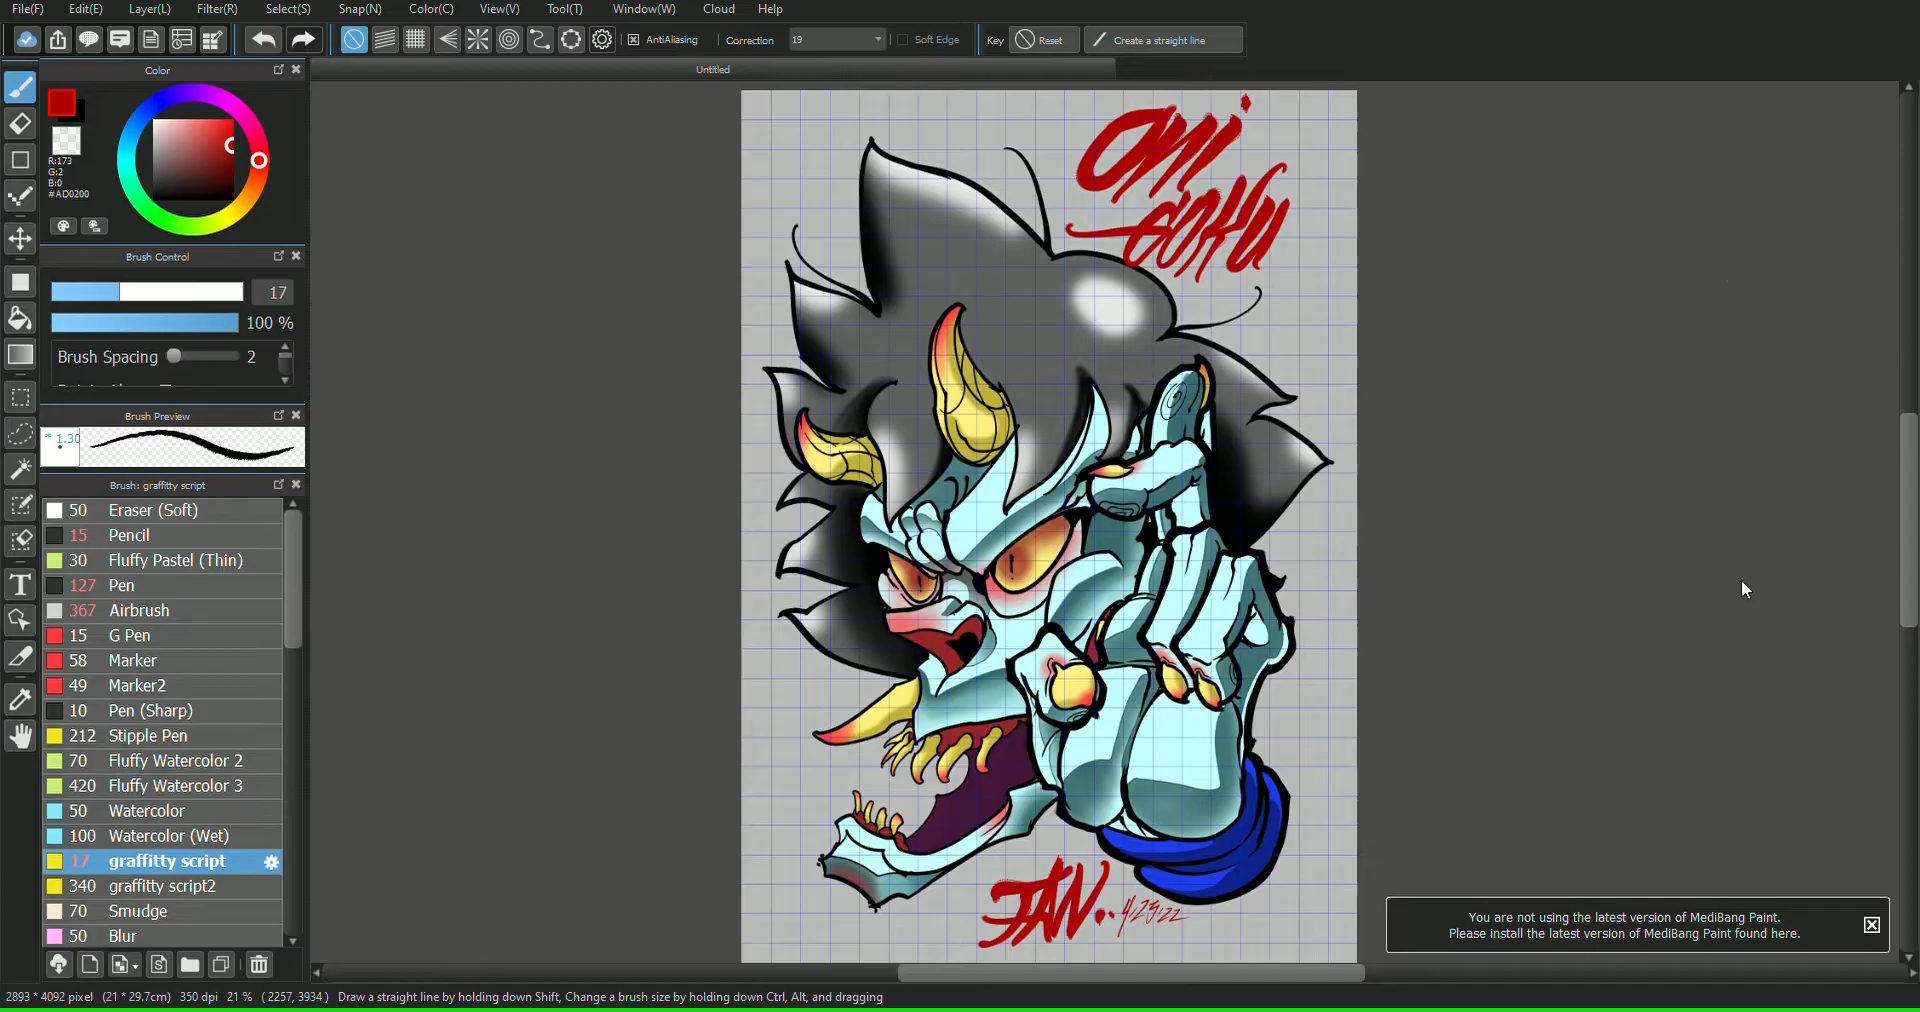 File(F) Edit(E) Layer(L) Filter(R) Select(S) Snap(N) Color(C) View(V) Tool(T) Window(W) Cloud Help
AntiAliasing Correction 19 Soft Edge Key Reset Create a straight line
Color
Untitled
R:173
G:2
B:0
#AD0200
Brush Control
17
100 %
Brush Spacing 2
Brush Preview
* 1.30
Brush: graffitty script
50 Eraser (Soft)
15 Pencil
30 Fluffy Pastel (Thin)
127 Pen
367 Airbrush
15 G Pen
58 Marker
49 Marker2
10 Pen (Sharp)
212 Stipple Pen
70 Fluffy Watercolor 2
420 Fluffy Watercolor 3
50 Watercolor
100 Watercolor (Wet)
17 graffitty script
340 graffitty script2
70 Smudge
50 Blur
T
S
Oni
GOKU
JAN..
4/25/22
You are not using the latest version of MediBang Paint.
Please install the latest version of MediBang Paint found here.
2893 * 4092 pixel (21 * 29.7cm) 350 dpi 21 % ( 2257, 3934 ) Draw a straight line by holding down Shift, Change a brush size by holding down Ctrl, Alt, and dragging